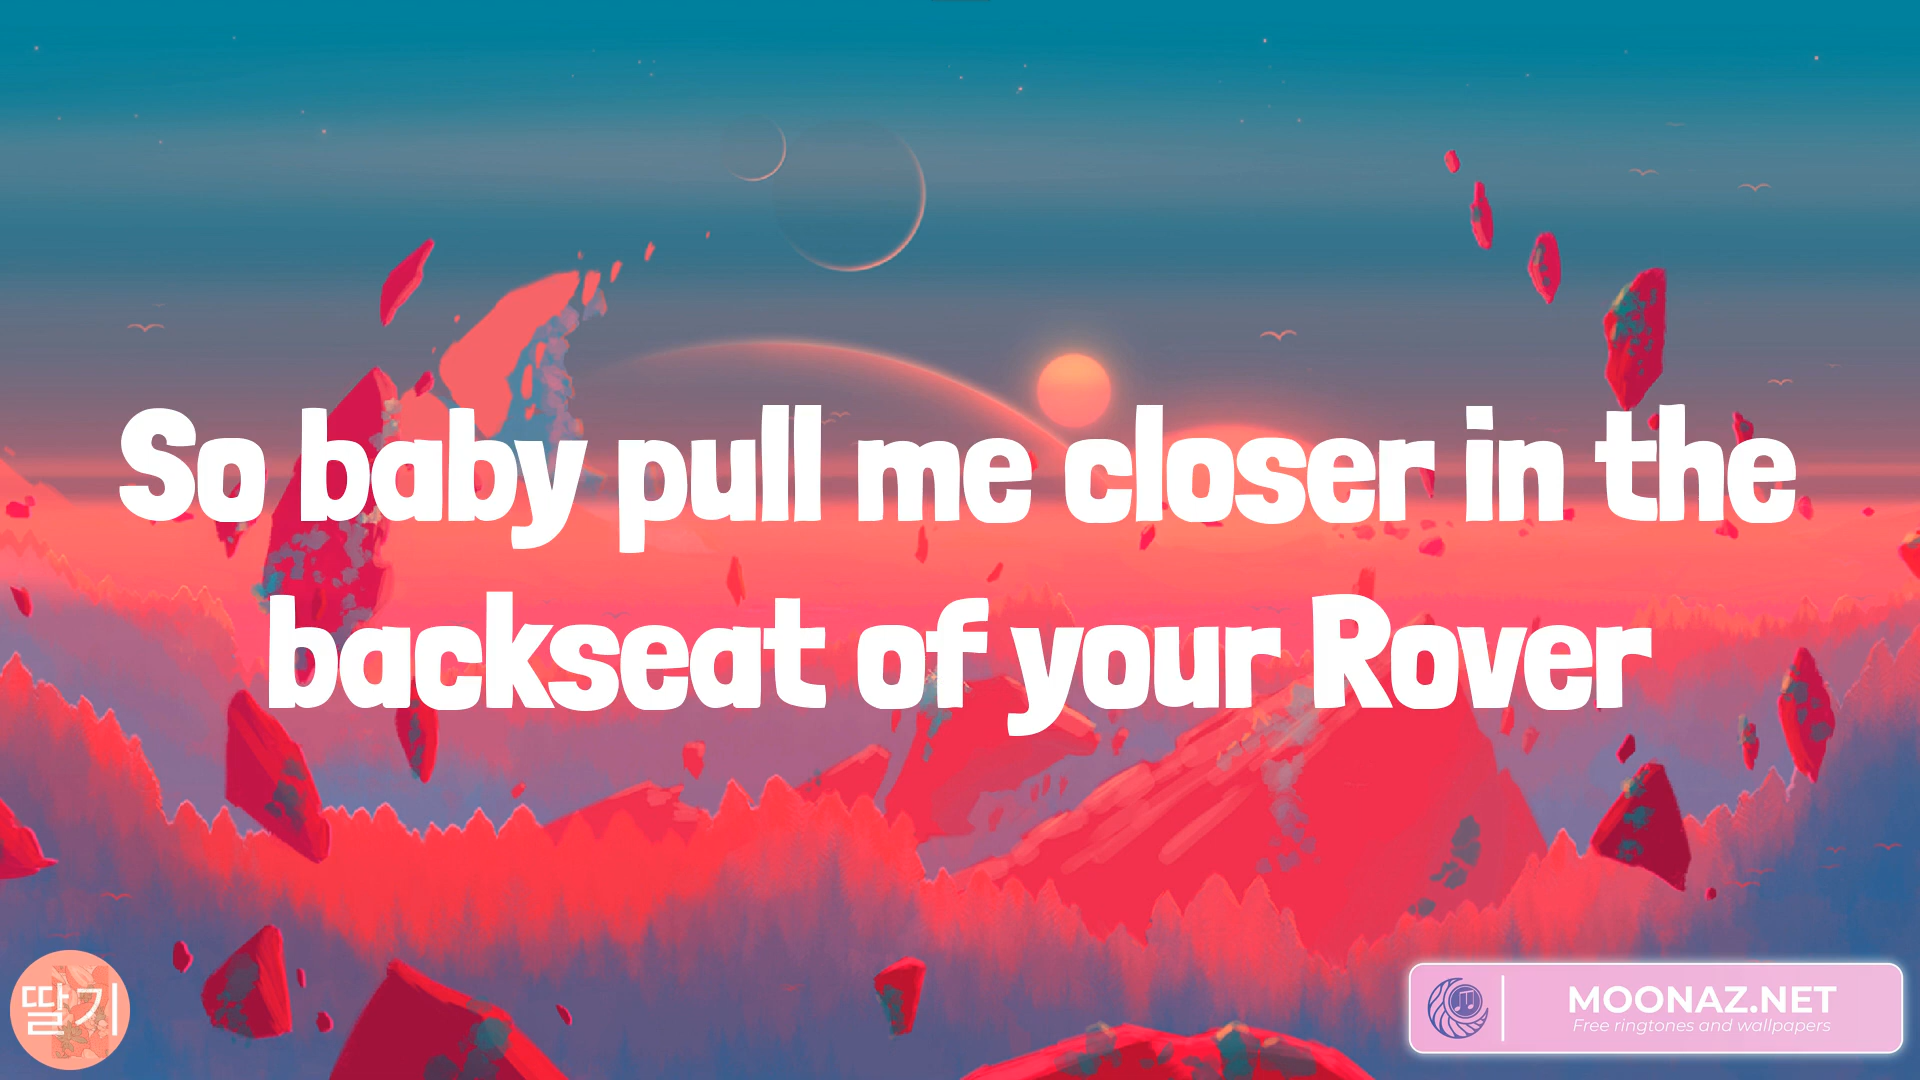 So baby pull me closer in the
backseat of your Rover
딸기
MOONAZ.NET
Free ringtones and wallpapers